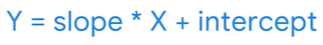 Y = slope * X + intercept